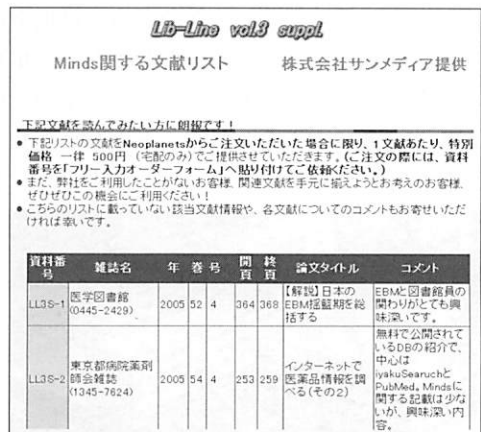 Lib-Line vol.3 suppl.
Minds関する文献リスト 株式会社サンメディア提供
下記文献を読んでみたい方に朗報です！
● 下記リストの文献をNeoplanetsからご注文いただいた場合に限り、1文献あたり、特別
価格 一律 500円 （宅配のみ）でご提供させていただきます。（ご注文の際には、資料
番号を「フリー入力オーダーフォーム」へ貼り付けてご依頼ください。）
● まだ、弊社をご利用したことがないお客様、関連文献を手元に揃えようとお考えのお客様、
ぜひぜひこの機会にご利用ください！
● こちらのリストに載っていない該当文献情報や、各文献についてのコメントもお寄せいただ
ければ幸いです。
資料番号 雑誌名 年 巻 号 開頁 終頁 論文タイトル コメント
LL3S-1 医学図書館 (0445-2429) 2005 52 4 364 368 【解説】日本のEBM揺籃期を総括する EBMと図書館員の関わりがとても興味深いです。
LL3S-2 東京都病院薬剤師会雑誌 (1345-7624) 2005 54 4 253 259 インターネットで医薬品情報を調べる（その2） 無料で公開されているDBの紹介で、中心はiyakuSearuchとPubMed。Mindsに関する記載は少ないが、興味深い内容。